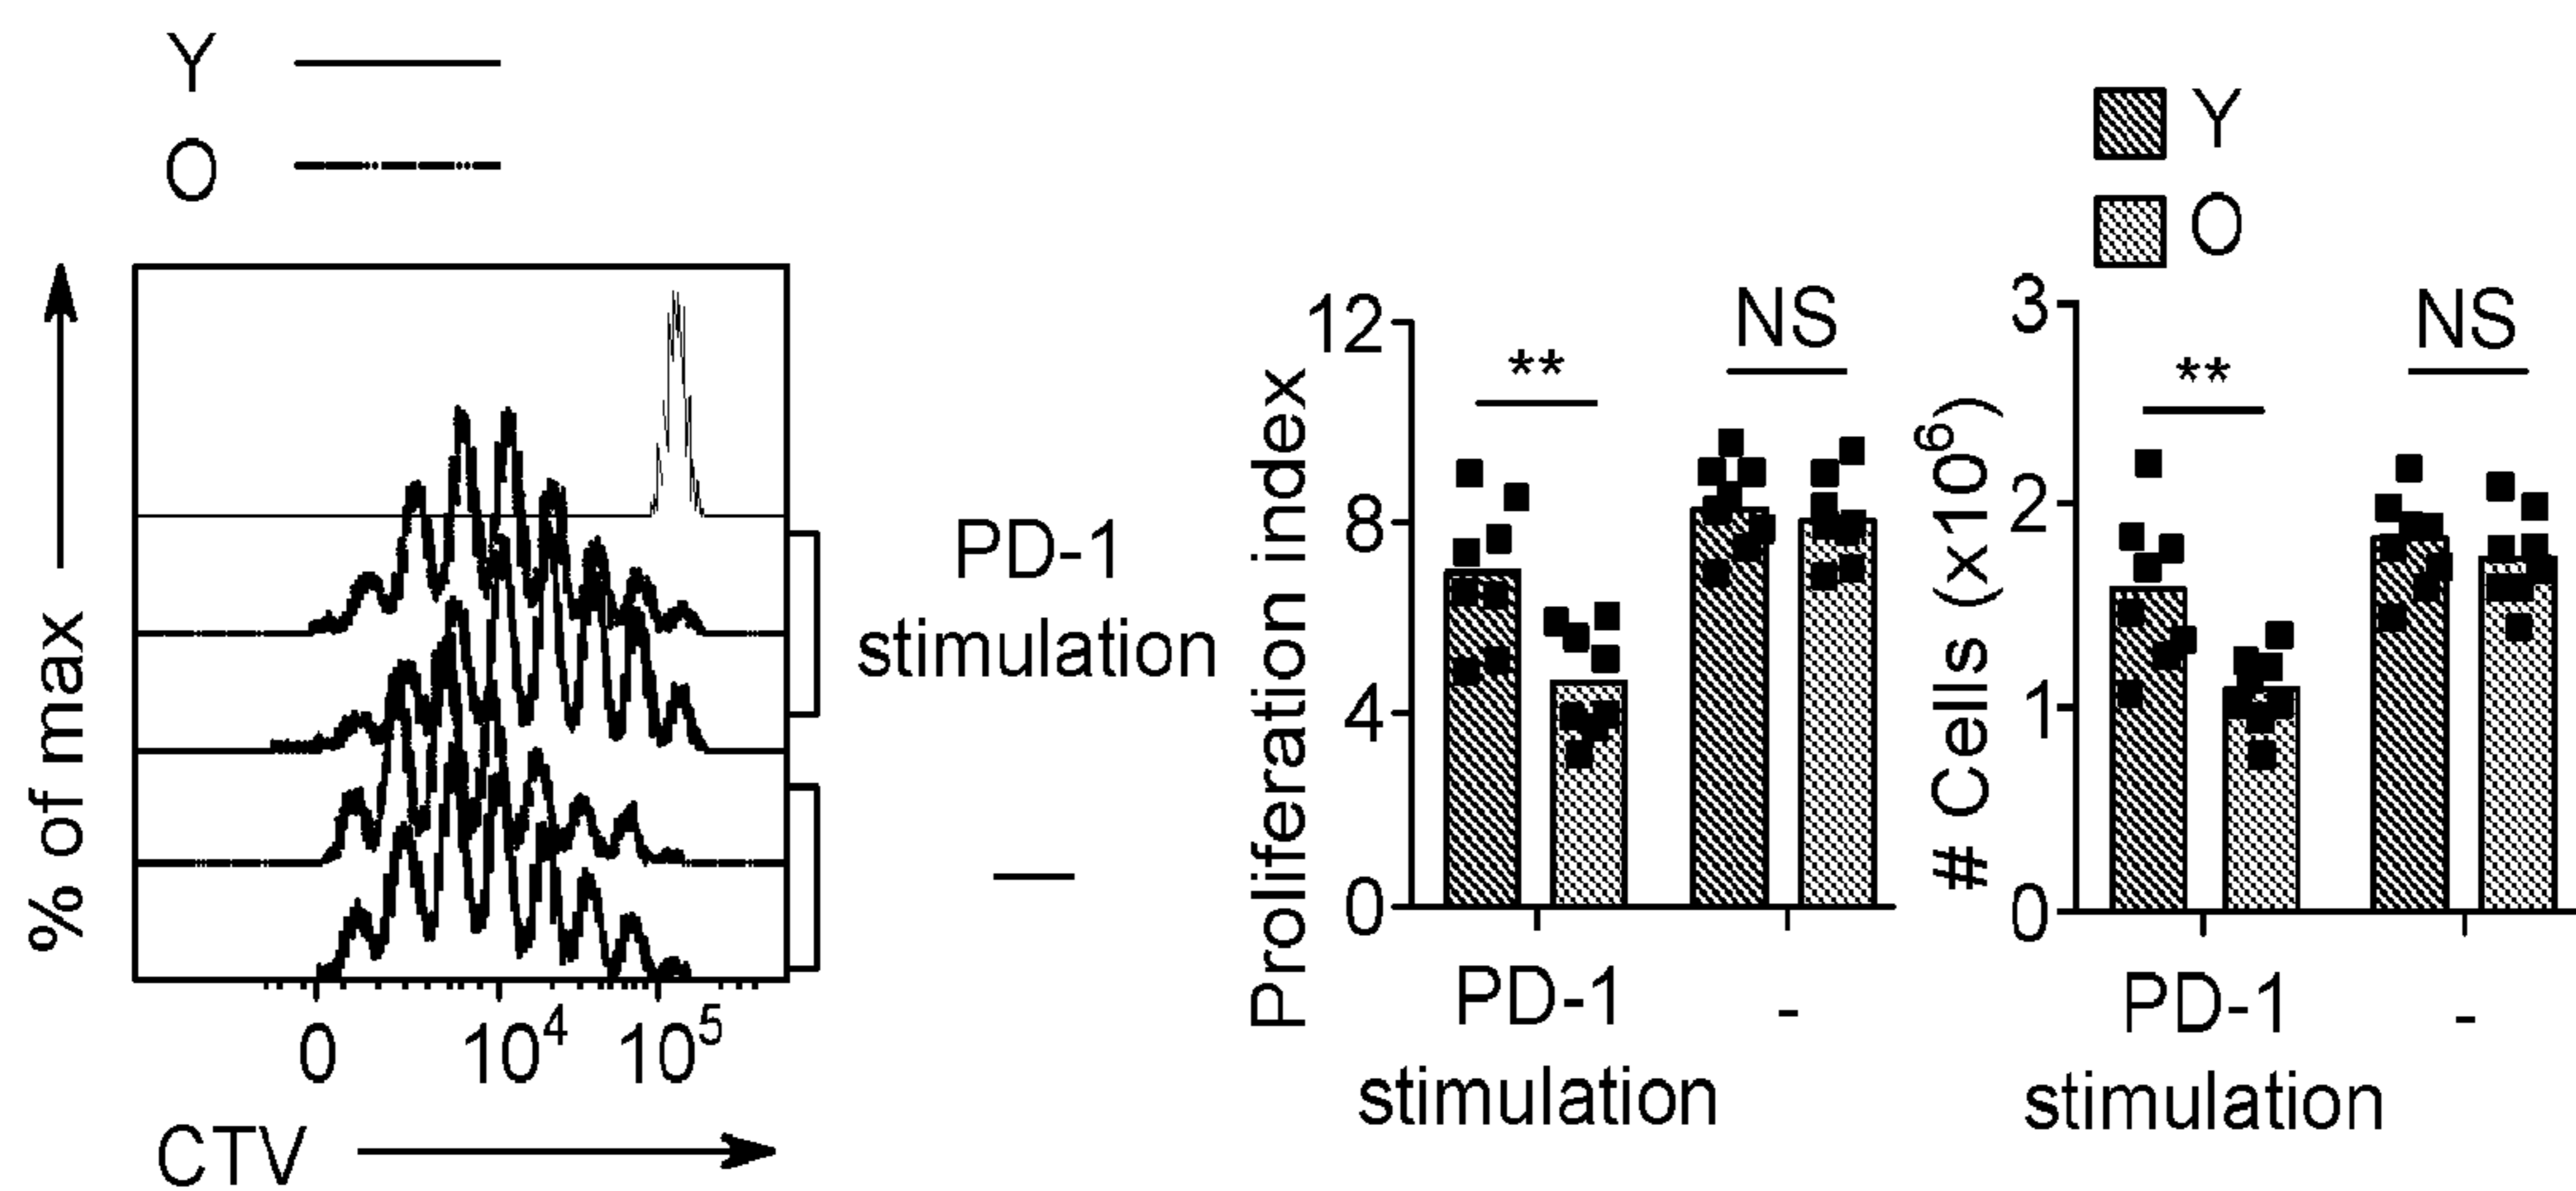 Y
O
% of max
PD-1
stimulation
—
0
10^4
10^5
CTV
Proliferation index
12
8
4
0
**
NS
PD-1
stimulation
-
Y
O
# Cells (x10^6)
3
2
1
0
**
NS
PD-1
stimulation
-